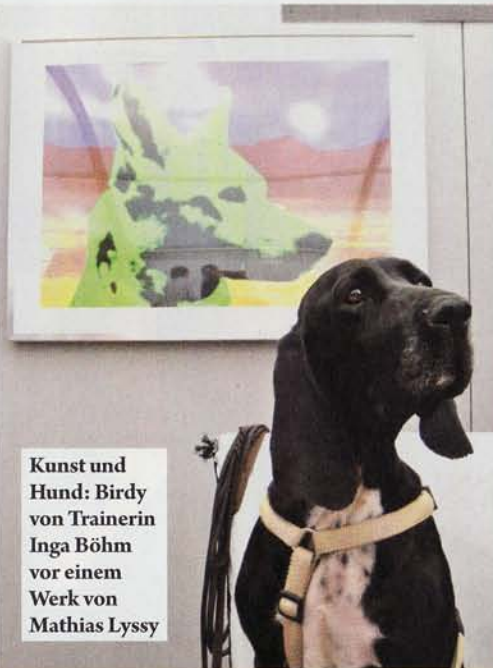 Kunst und
Hund: Birdy
von Trainerin
Inga Böhm
vor einem
Werk von
Mathias Lyssy